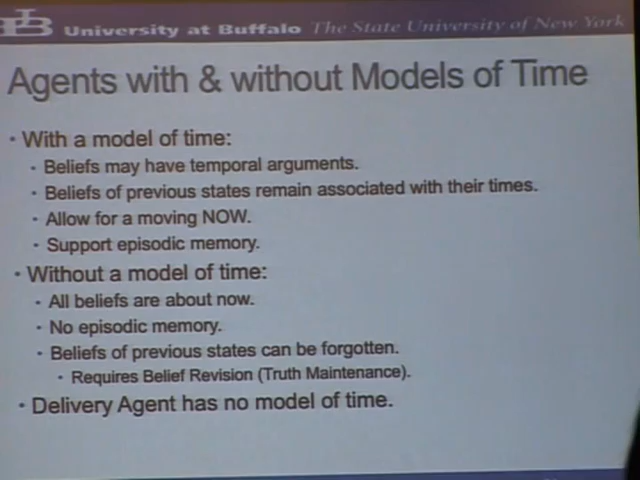 University at Buffalo The State University of New York
Agents with & without Models of Time
• With a model of time:
• Beliefs may have temporal arguments.
• Beliefs of previous states remain associated with their times.
• Allow for a moving NOW.
• Support episodic memory.
• Without a model of time:
• All beliefs are about now.
• No episodic memory.
• Beliefs of previous states can be forgotten.
• Requires Belief Revision (Truth Maintenance).
• Delivery Agent has no model of time.